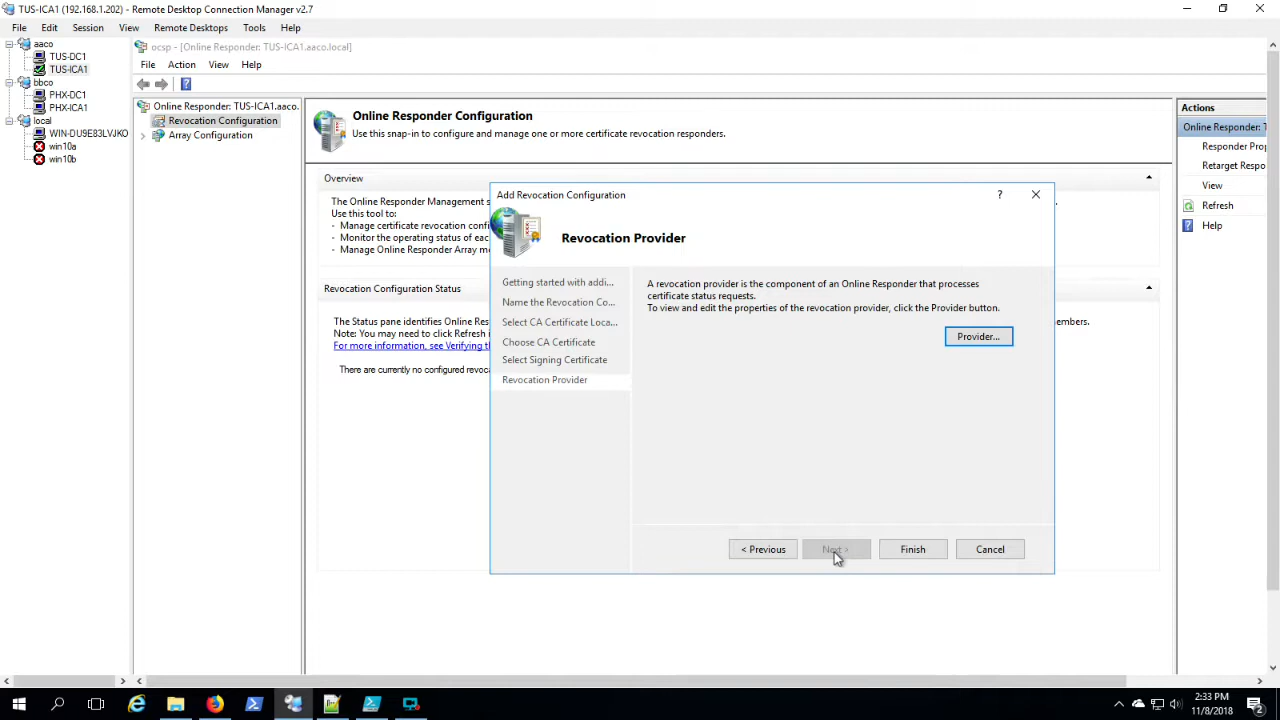 TUS-ICA1 (192.168.1.202) - Remote Desktop Connection Manager v2.7
File Edit Session View Remote Desktops Tools Help
aaco
TUS-DC1
TUS-ICA1
bbco
PHX-DC1
PHX-ICA1
local
WIN-DU9E83LVJKO
win10a
win10b
ocsp - [Online Responder: TUS-ICA1.aaco.local]
File Action View Help
Online Responder: TUS-ICA1.aaco.
Revocation Configuration
Array Configuration
Online Responder Configuration
Use this snap-in to configure and manage one or more certificate revocation responders.
Overview
The Online Responder Management s
Use this tool to:
- Manage certificate revocation confi
- Monitor the operating status of eac
- Manage Online Responder Array me
Revocation Configuration Status
The Status pane identifies Online Res
embers.
Note: You may need to click Refresh i
For more information, see Verifying th
There are currently no configured revoca
Add Revocation Configuration
?
Revocation Provider
Getting started with addi...
Name the Revocation Co...
Select CA Certificate Loca...
Choose CA Certificate
Select Signing Certificate
Revocation Provider
A revocation provider is the component of an Online Responder that processes
certificate status requests.
To view and edit the properties of the revocation provider, click the Provider button.
Provider...
< Previous Next > Finish Cancel
Actions
Online Responder: T
Responder Prop
Retarget Respo
View
Refresh
Help
2:33 PM
11/8/2018
2